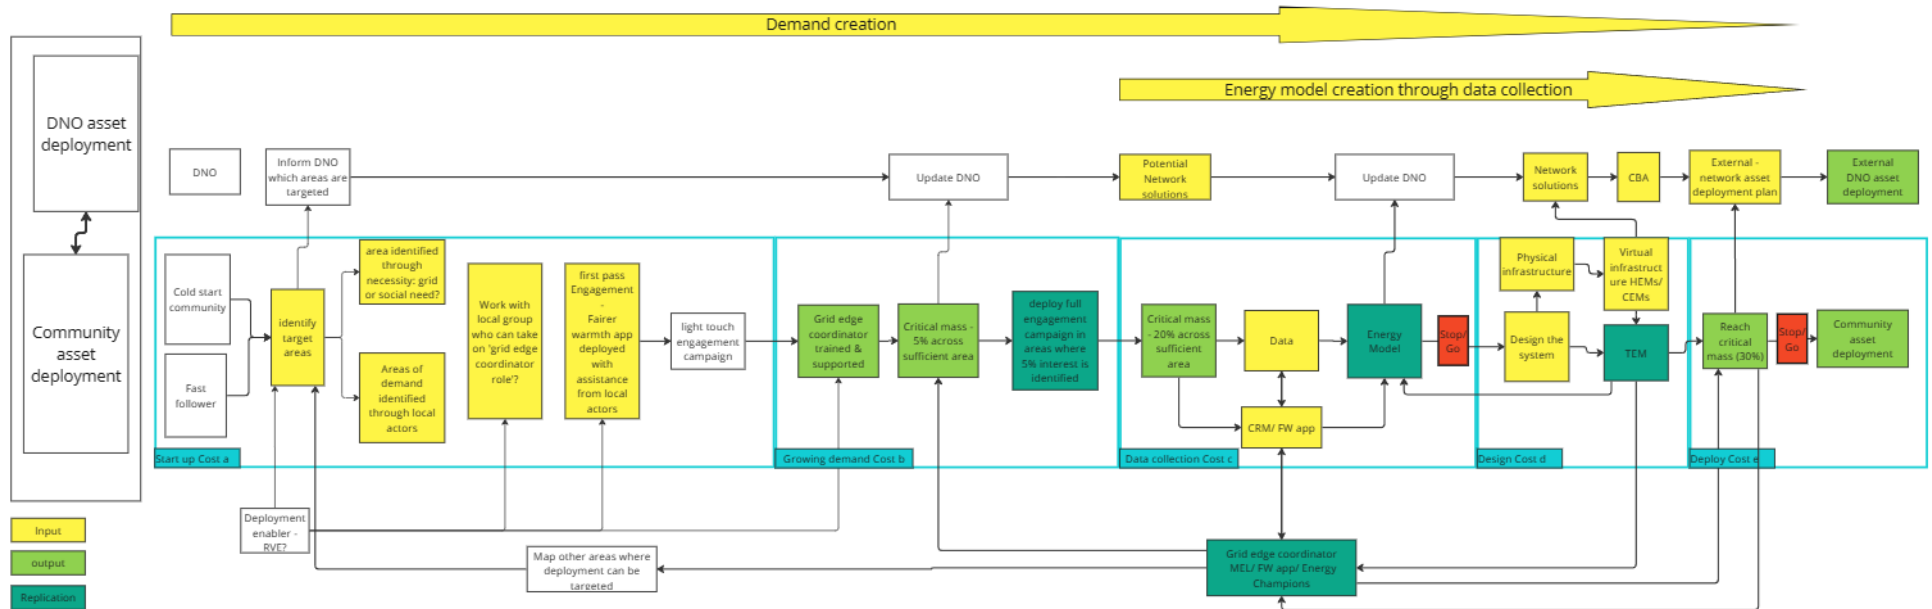 Demand creation
Energy model creation through data collection
DNO asset
deployment
Community
asset
deployment
DNO
Inform DNO
which areas are
targeted
Update DNO
Potential
Network
solutions
Update DNO
Network
solutions
CBA
External -
network asset
deployment plan
External
DNO asset
deployment
Cold start
community
Fast
follower
identify
target
areas
area identified
through
necessity: grid
or social need?
Areas of
demand
identified
through local
actors
Work with
local group
who can take
on 'grid edge
coordinator
role'?
first pass
Engagement
-
Fairer
warmth app
deployed
with
assistance
from local
actors
light touch
engagement
campaign
Grid edge
coordinator
trained &
supported
Critical mass -
5% across
sufficient area
deploy full
engagement
campaign in
areas where
5% interest is
identified
Critical mass
- 20% across
sufficient
area
Data
CRM/ FW app
Energy
Model
Stop/
Go
Physical
infrastructure
Virtual
infrastruct
ure HEMs/
CEMs
Design the
system
TEM
Reach
critical
mass (30%)
Stop/
Go
Community
asset
deployment
Start up Cost a
Growing demand Cost b
Data collection Cost c
Design Cost d
Deploy Cost e
Deployment
enabler -
RVE?
Map other areas where
deployment can be
targeted
Grid edge coordinator
MEL/ FW app/ Energy
Champions
Input
output
Replication